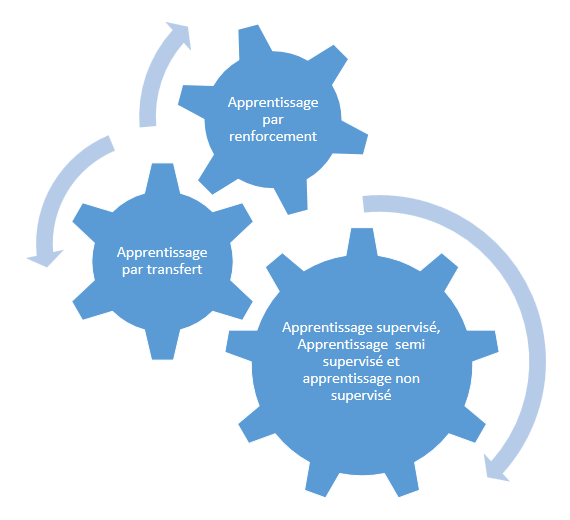 Apprentissage
par
renforcement
Apprentissage
par transfert
Apprentissage supervisé,
Apprentissage  semi
supervisé et
apprentissage non
supervisé